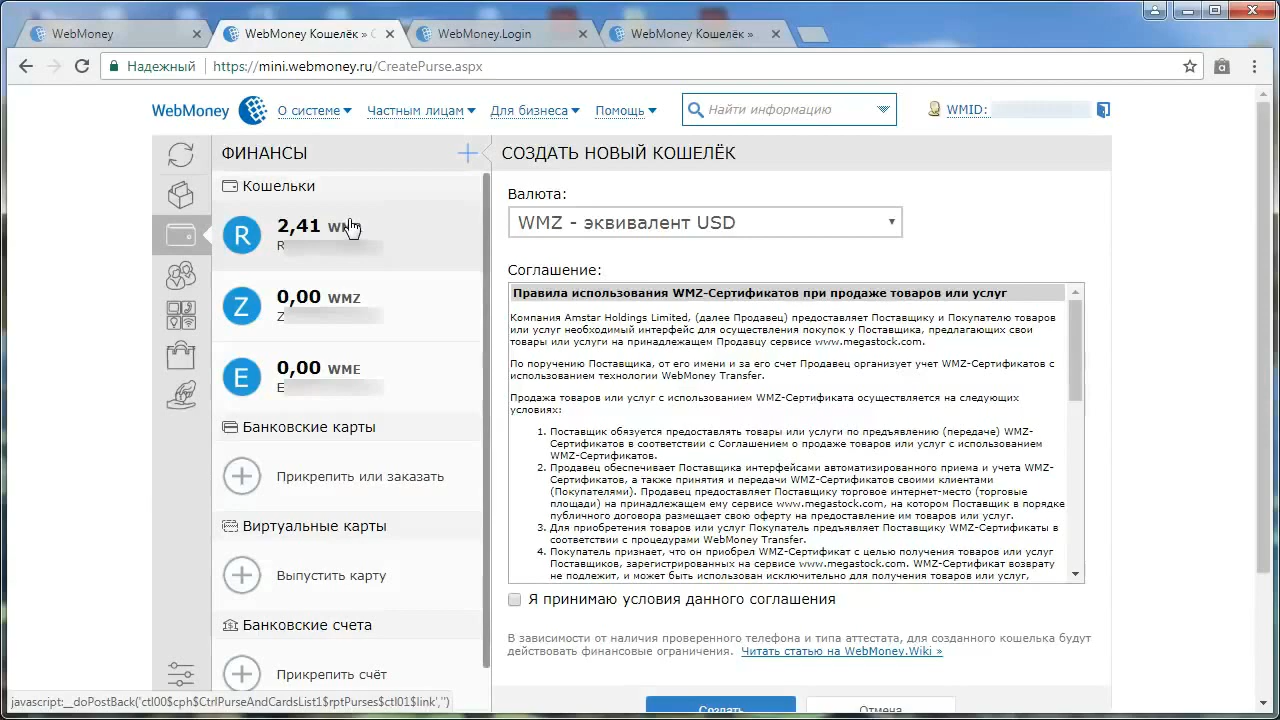 WebMoney
WebMoney Кошелёк » С
WebMoney.Login
WebMoney Кошелёк »
Надежный
https://mini.webmoney.ru/CreatePurse.aspx
WebMoney
О системе
Частным лицам
Для бизнеса
Помощь
Найти информацию
WMID:
ФИНАНСЫ
Кошельки
R
2,41
R
Z
0,00 WMZ
Z
E
0,00 WME
E
Банковские карты
Прикрепить или заказать
Виртуальные карты
Выпустить карту
Банковские счета
Прикрепить счёт
СОЗДАТЬ НОВЫЙ КОШЕЛЁК
Валюта:
WMZ - эквивалент USD
Соглашение:
Правила использования WMZ-Сертификатов при продаже товаров или услуг
Компания Amstar Holdings Limited, (далее Продавец) предоставляет Поставщику и Покупателю товаров
или услуг необходимый интерфейс для осуществления покупок у Поставщика, предлагающих свои
товары или услуги на принадлежащем Продавцу сервисе www.megastock.com.
По поручению Поставщика, от его имени и за его счет Продавец организует учет WMZ-Сертификатов с
использованием технологии WebMoney Transfer.
Продажа товаров или услуг с использованием WMZ-Сертификата осуществляется на следующих
условиях:
1. Поставщик обязуется предоставлять товары или услуги по предъявлению (передаче) WMZ-
Сертификатов в соответствии с Соглашением о продаже товаров или услуг с использованием
WMZ-Сертификатов.
2. Продавец обеспечивает Поставщика интерфейсами автоматизированного приема и учета WMZ-
Сертификатов, а также принятия и передачи WMZ-Сертификатов своими клиентами
(Покупателями). Продавец предоставляет Поставщику торговое интернет-место (торговые
площади) на принадлежащем ему сервисе www.megastock.com, на котором Поставщик в порядке
публичного договора размещает свою оферту на предоставление им товаров или услуг.
3. Для приобретения товаров или услуг Покупатель предъявляет Поставщику WMZ-Сертификаты в
соответствии с процедурами WebMoney Transfer.
4. Покупатель признает, что он приобрел WMZ-Сертификат с целью получения товаров или услуг
Поставщиков, зарегистрированных на сервисе www.megastock.com. WMZ-Сертификат возврату
не подлежит, и может быть использован исключительно для получения товаров или услуг,
Я принимаю условия данного соглашения
В зависимости от наличия проверенного телефона и типа аттестата, для созданного кошелька будут
действовать финансовые ограничения. Читать статью на WebMoney.Wiki »
Создать
Отмена
javascript:__doPostBack('ctl00$cph$CtrlPurseAndCardsList1$rptPurses$ctl01$link','')